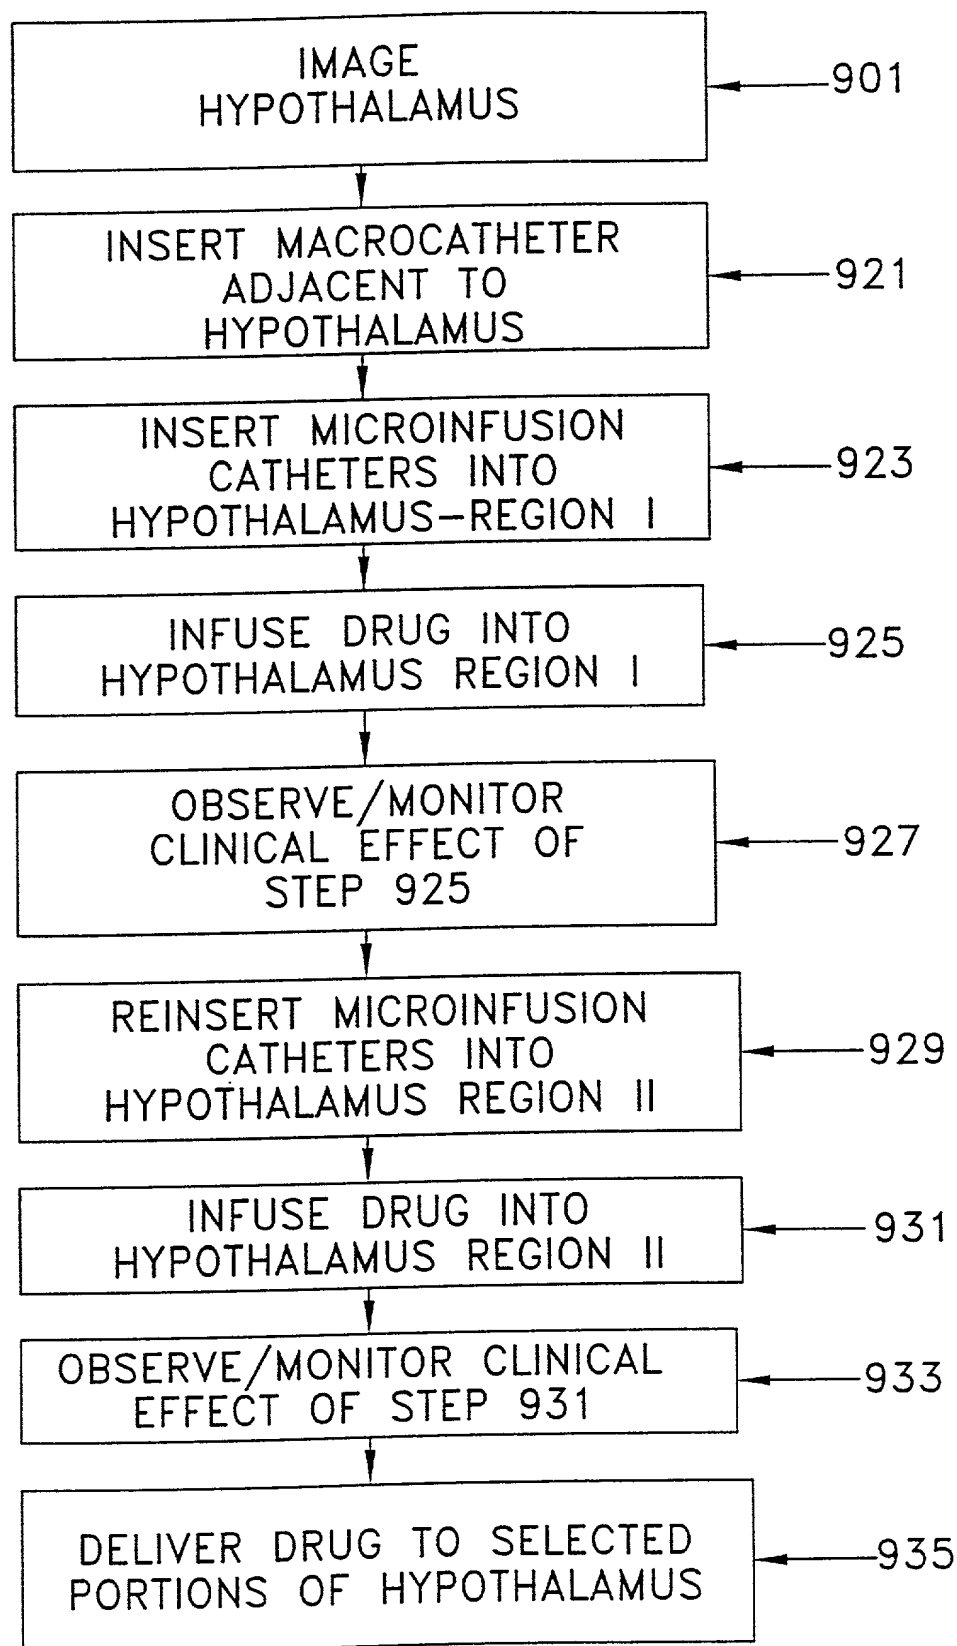 IMAGE
HYPOTHALAMUS
901
INSERT MACROCATHETER
ADJACENT TO
HYPOTHALAMUS
921
INSERT MICROINFUSION
CATHETERS INTO
HYPOTHALAMUS-REGION I
923
INFUSE DRUG INTO
HYPOTHALAMUS REGION I
925
OBSERVE/MONITOR
CLINICAL EFFECT OF
STEP 925
927
REINSERT MICROINFUSION
CATHETERS INTO
HYPOTHALAMUS REGION II
929
INFUSE DRUG INTO
HYPOTHALAMUS REGION II
931
OBSERVE/MONITOR CLINICAL
EFFECT OF STEP 931
933
DELIVER DRUG TO SELECTED
PORTIONS OF HYPOTHALAMUS
935